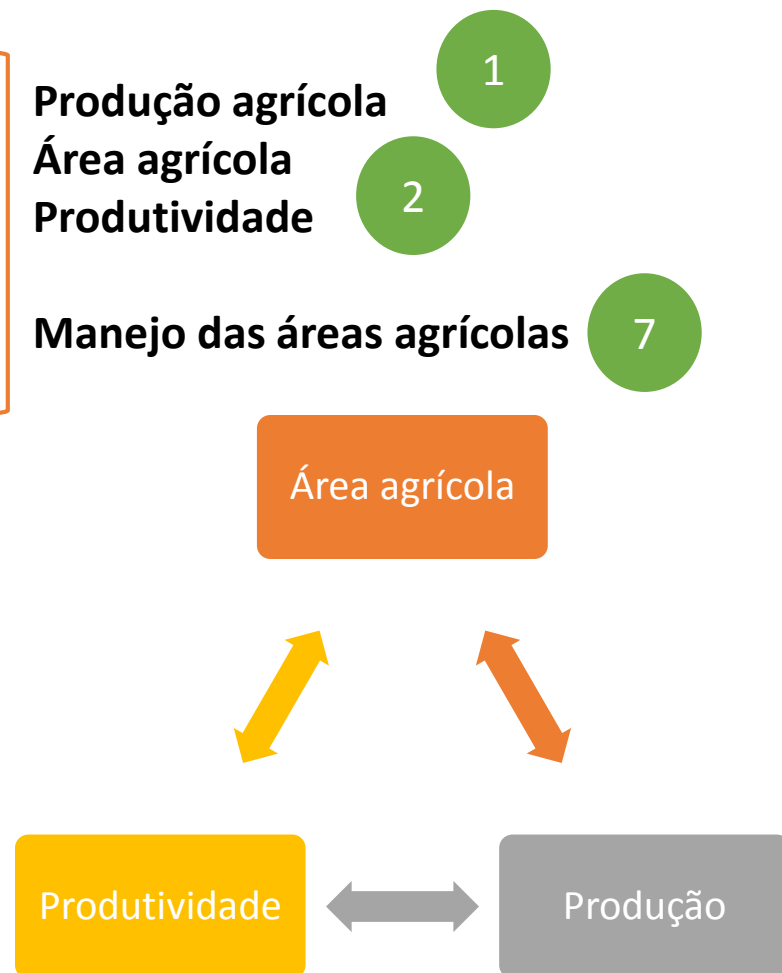 1
Produção agrícola
Área agrícola
2
Produtividade
Manejo das áreas agrícolas 7
Área agrícola
Produtividade
Produção